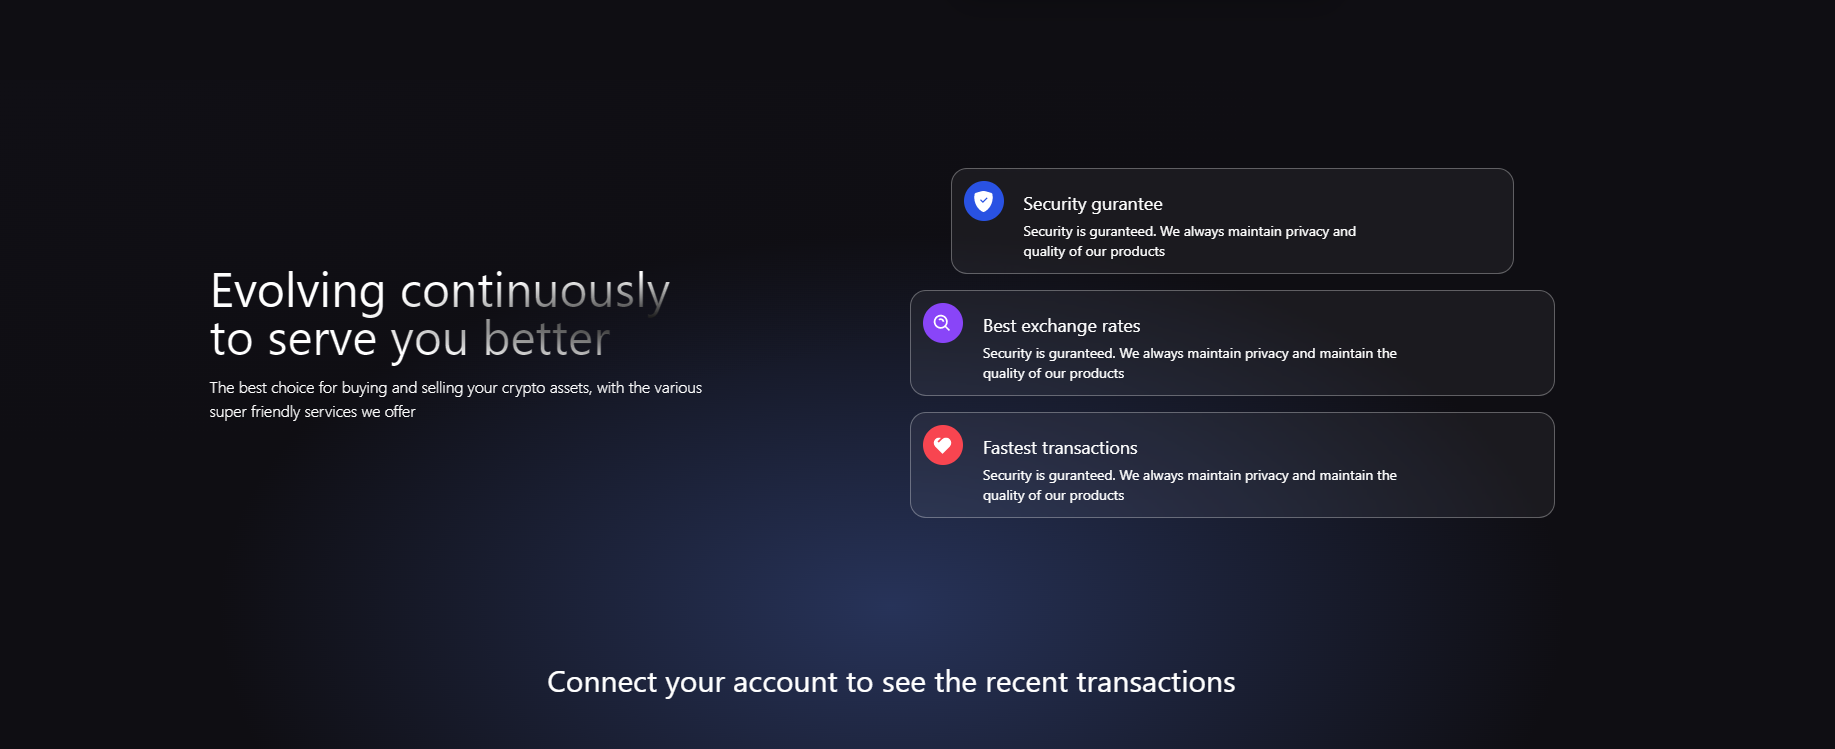 Evolving continuously
to serve you better
The best choice for buying and selling your crypto assets, with the various
super friendly services we offer
Security gurantee
Security is guranteed. We always maintain privacy and
quality of our products
Best exchange rates
Security is guranteed. We always maintain privacy and maintain the
quality of our products
Fastest transactions
Security is guranteed. We always maintain privacy and maintain the
quality of our products
Connect your account to see the recent transactions